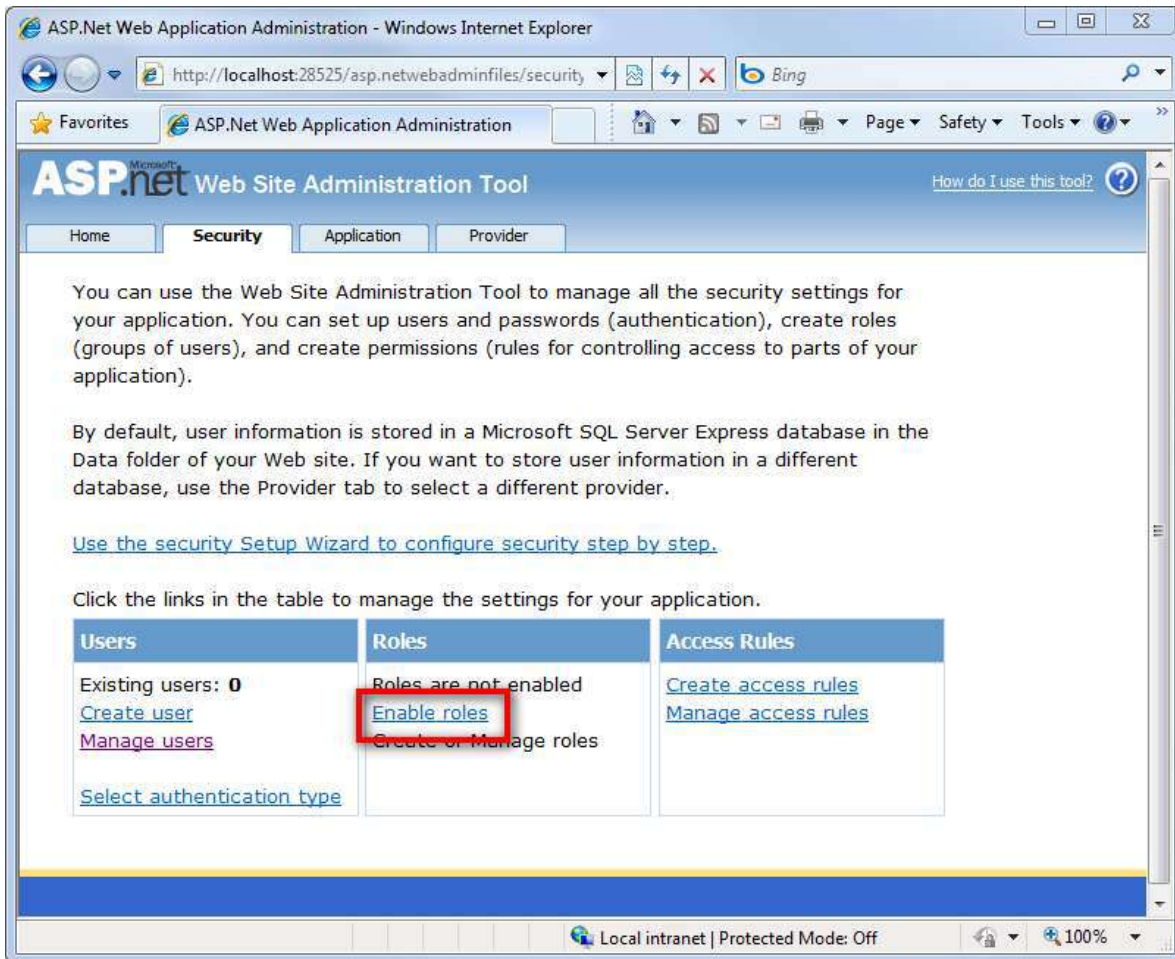 ASP.Net Web Application Administration - Windows Internet Explorer
http://localhost:28525/asp.netwebadminfiles/security
Bing
Favorites
ASP.Net Web Application Administration
Page
Safety
Tools
Microsoft
ASP.net Web Site Administration Tool
How do I use this tool?
Home
Security
Application
Provider
You can use the Web Site Administration Tool to manage all the security settings for
your application. You can set up users and passwords (authentication), create roles
(groups of users), and create permissions (rules for controlling access to parts of your
application).
By default, user information is stored in a Microsoft SQL Server Express database in the
Data folder of your Web site. If you want to store user information in a different
database, use the Provider tab to select a different provider.
Use the security Setup Wizard to configure security step by step.
Click the links in the table to manage the settings for your application.
Users
Existing users: 0
Create user
Manage users
Select authentication type
Roles
Roles are not enabled
Enable roles
Create or Manage roles
Access Rules
Create access rules
Manage access rules
Local intranet | Protected Mode: Off
100%